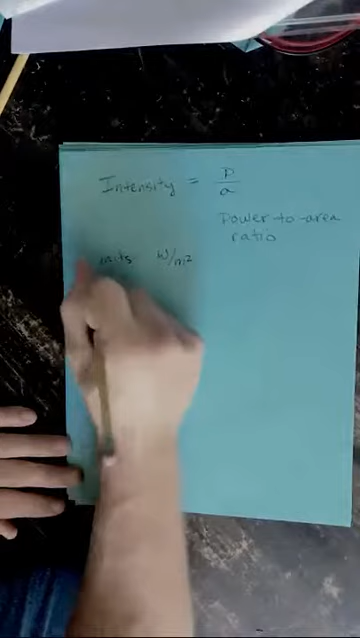 Intensity = P/a
Power-to-area
ratio
units W/m²